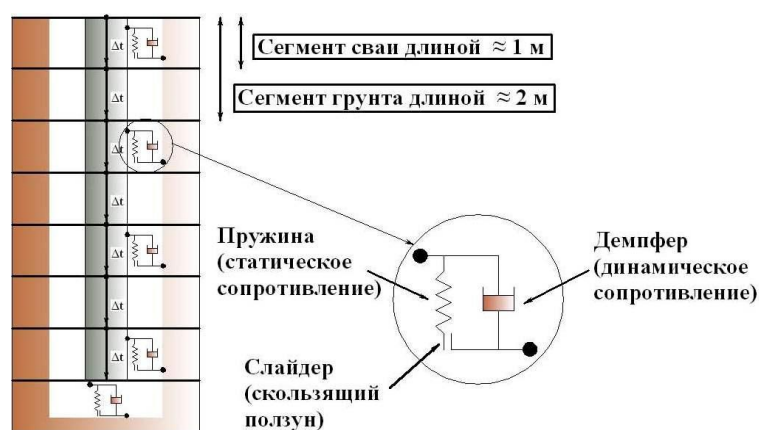 Сегмент сваи длиной ≈ 1 м
Сегмент грунта длиной ≈ 2 м
Δt
Δt
Δt
Δt
Δt
Δt
Δt
Пружина
(статическое
сопротивление)
Демпфер
(динамическое
сопротивление)
Слайдер
(скользящий
ползун)